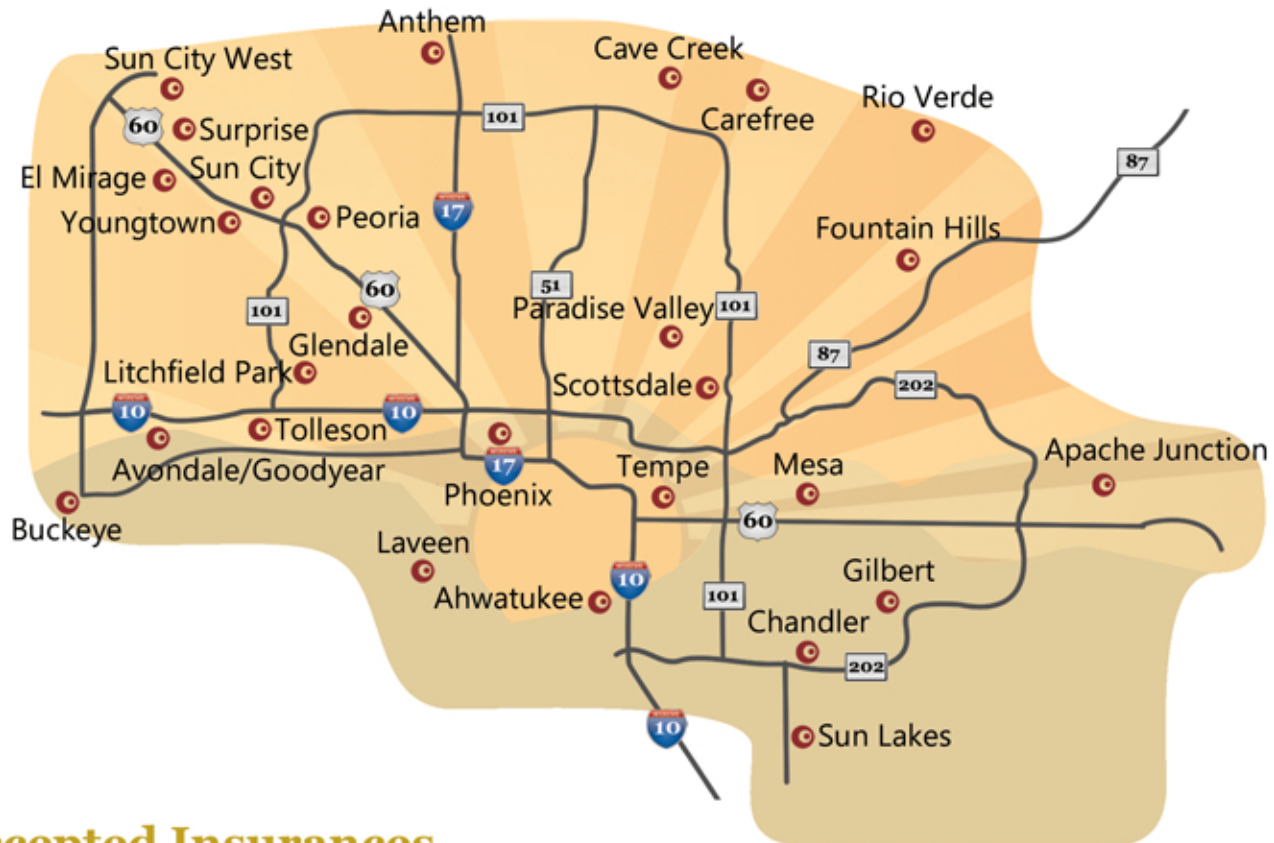 Anthem
Sun City West
Cave Creek
Carefree
Rio Verde
60
Surprise
101
87
El Mirage
Sun City
Youngtown
Peoria
17
Fountain Hills
60
51
101
Paradise Valley
101
Glendale
87
Litchfield Park
Scottsdale
202
10
10
Tolleson
Avondale/Goodyear
17
Phoenix
Tempe
Mesa
Apache Junction
Buckeye
60
Laveen
10
Ahwatukee
101
Gilbert
Chandler
202
10
Sun Lakes